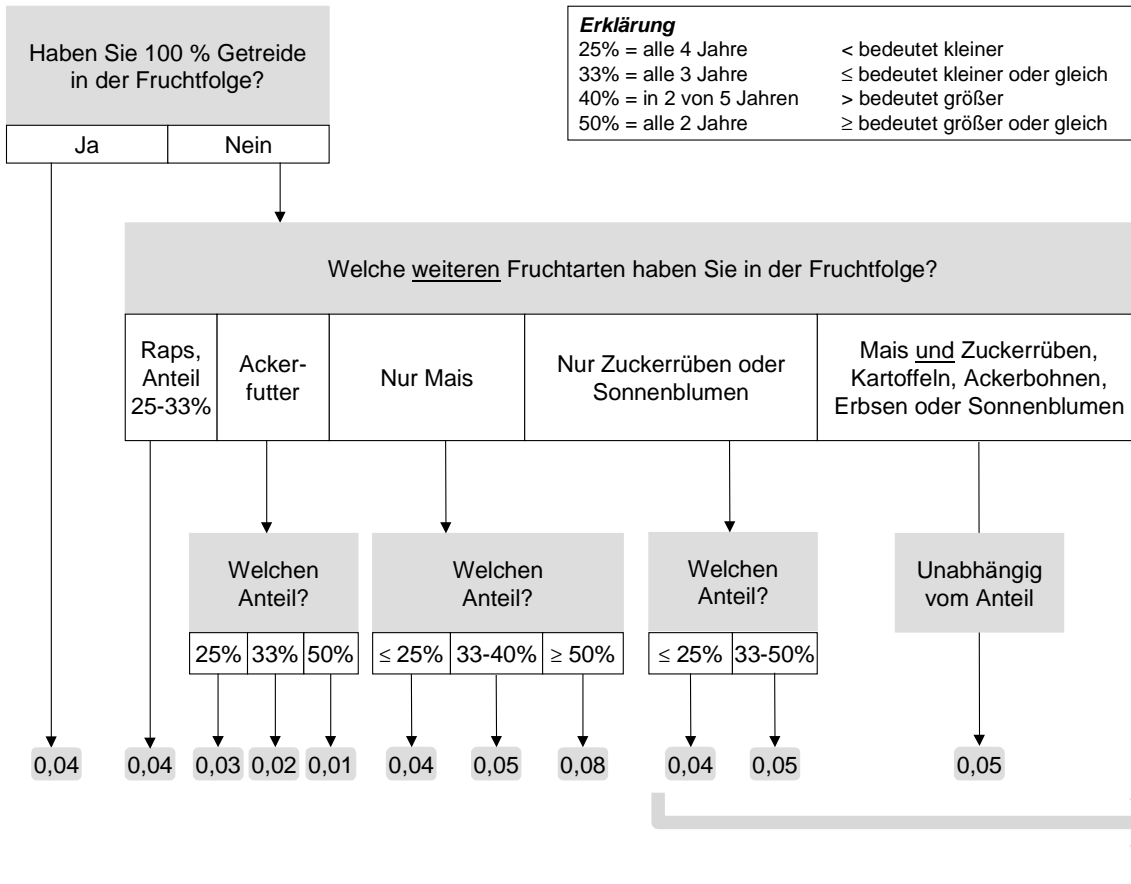 Haben Sie 100 % Getreide
in der Fruchtfolge?
Ja Nein
Erklärung
25% = alle 4 Jahre < bedeutet kleiner
33% = alle 3 Jahre ≤ bedeutet kleiner oder gleich
40% = in 2 von 5 Jahren > bedeutet größer
50% = alle 2 Jahre ≥ bedeutet größer oder gleich
Welche weiteren Fruchtarten haben Sie in der Fruchtfolge?
Raps,
Anteil
25-33%
Acker-
futter
Nur Mais
Nur Zuckerrüben oder
Sonnenblumen
Mais und Zuckerrüben,
Kartoffeln, Ackerbohnen,
Erbsen oder Sonnenblumen
Welchen
Anteil?
25% 33% 50%
Welchen
Anteil?
≤ 25% 33-40% ≥ 50%
Welchen
Anteil?
≤ 25% 33-50%
Unabhängig
vom Anteil
0,04 0,04 0,03 0,02 0,01 0,04 0,05 0,08 0,04 0,05 0,05